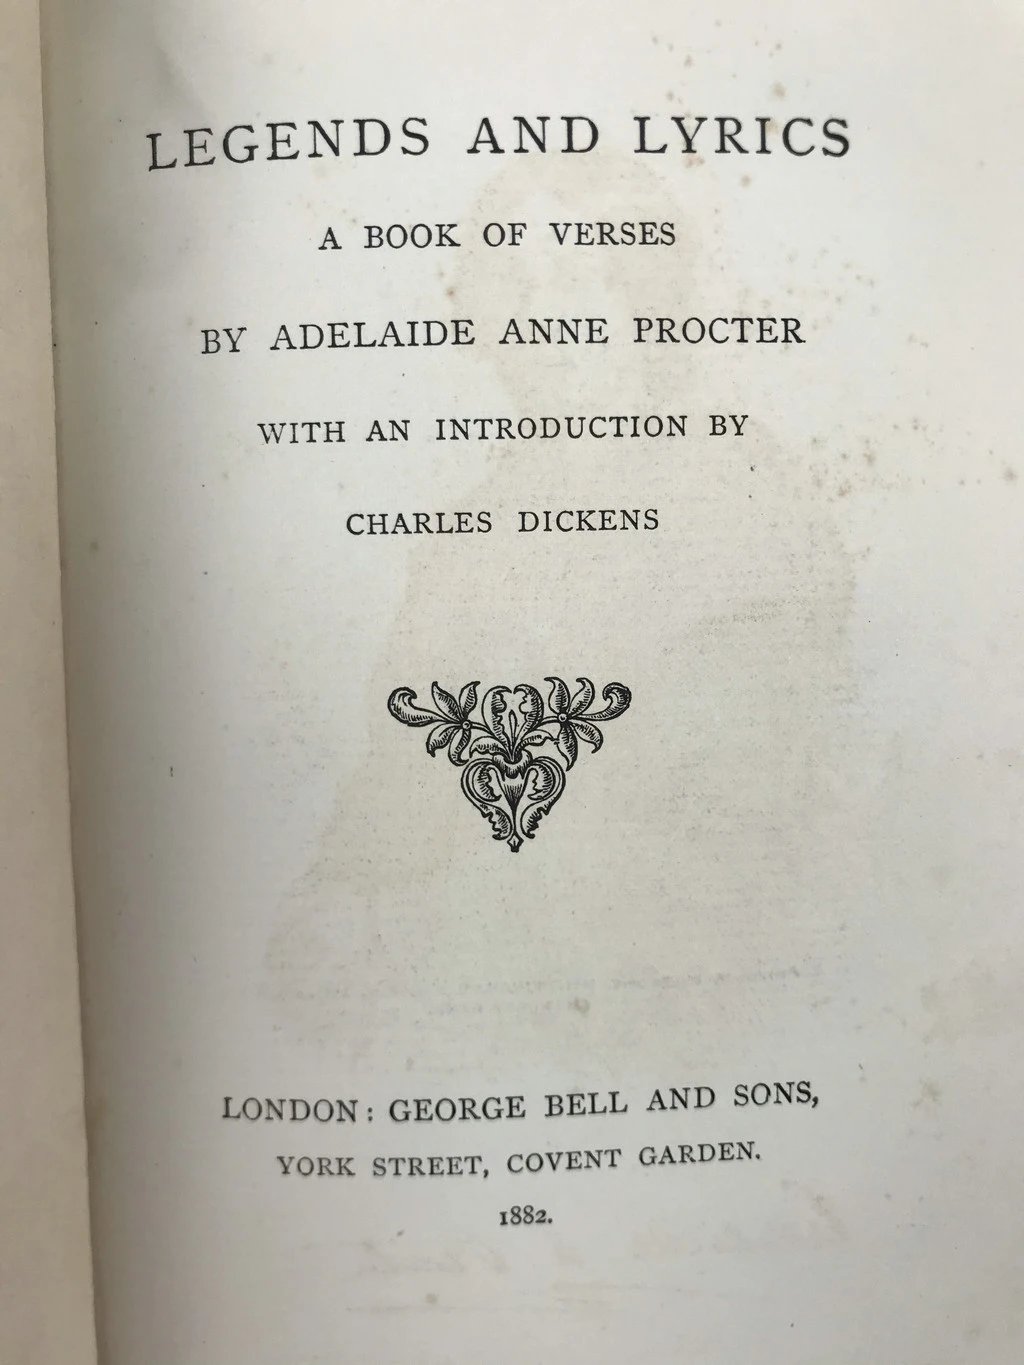 LEGENDS AND LYRICS
A BOOK OF VERSES
BY ADELAIDE ANNE PROCTER
WITH AN INTRODUCTION BY
CHARLES DICKENS
LONDON: GEORGE BELL AND SONS,
YORK STREET, COVENT GARDEN.
1882.